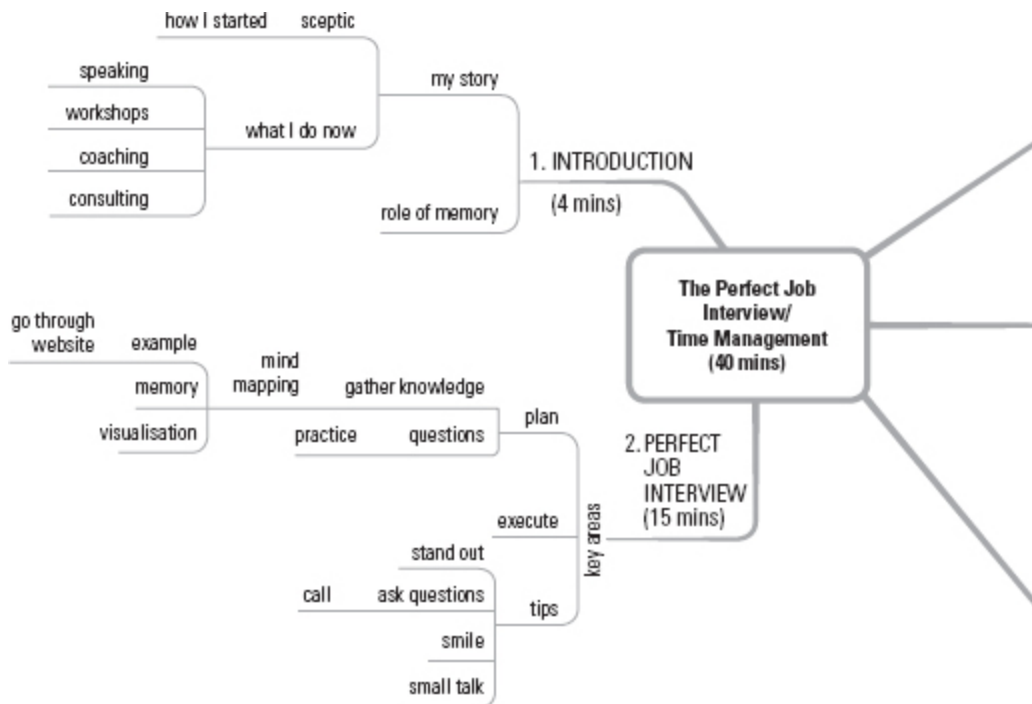 The Perfect Job
Interview/
Time Management
(40 mins)
1. INTRODUCTION
(4 mins)
my story
sceptic
how I started
what I do now
speaking
workshops
coaching
consulting
role of memory
2. PERFECT
JOB
INTERVIEW
(15 mins)
key areas
plan
gather knowledge
mind
mapping
example
go through
website
memory
visualisation
questions
practice
execute
tips
stand out
ask questions
call
smile
small talk